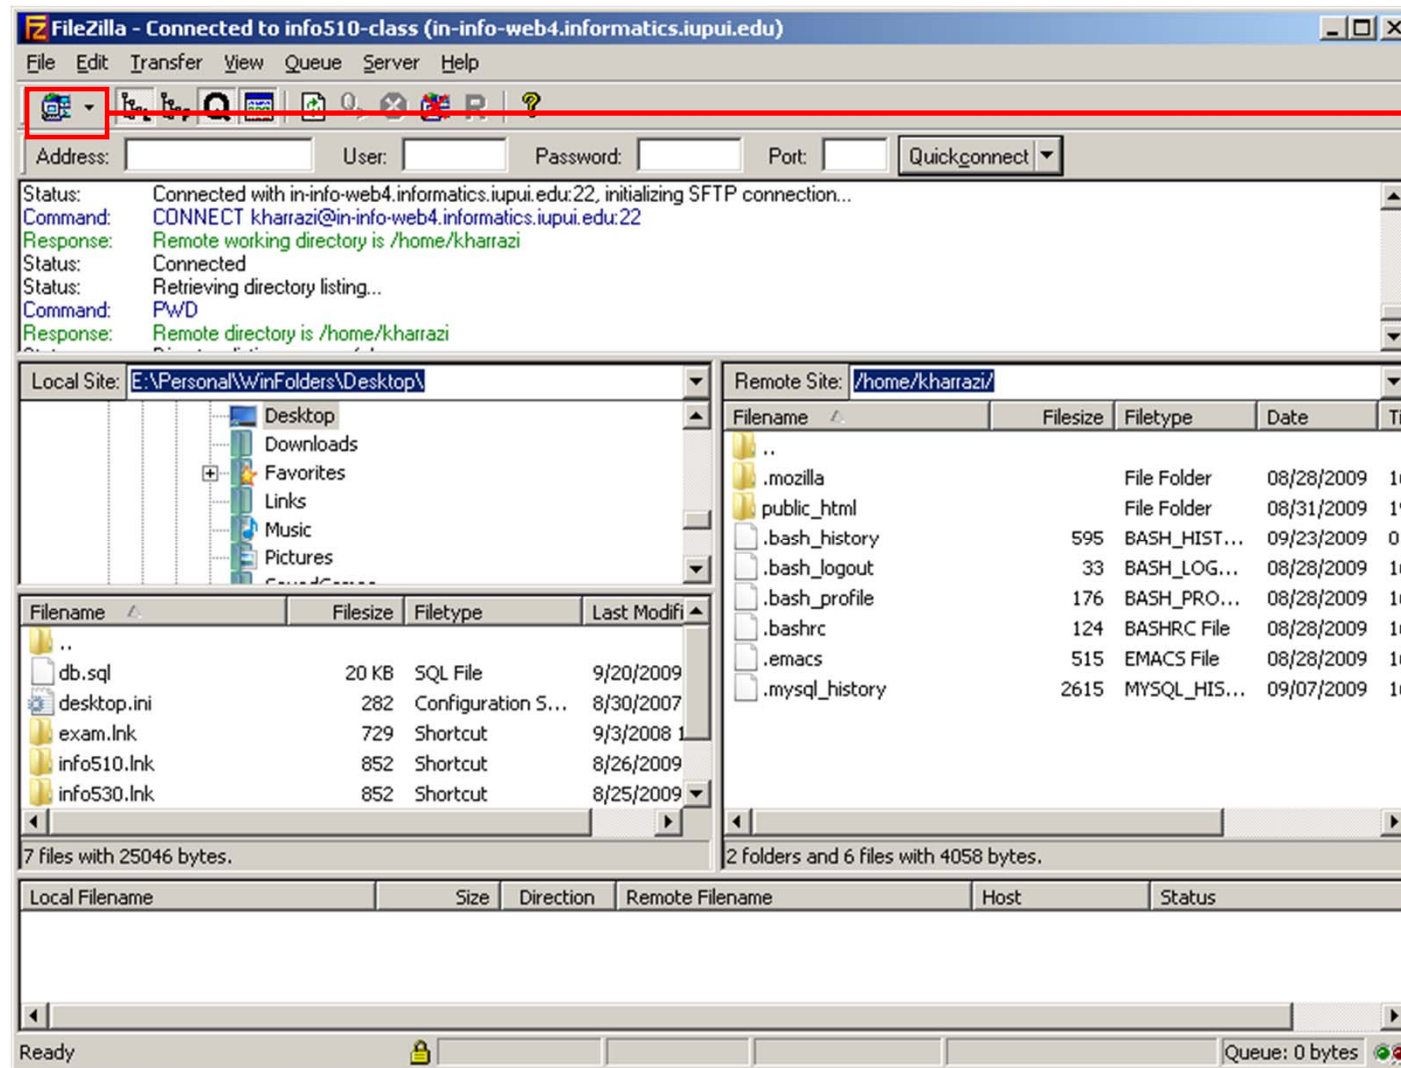 FileZilla - Connected to info510-class (in-info-web4.informatics.iupui.edu)
File Edit Transfer View Queue Server Help
Address: User: Password: Port: Quickconnect
Status: Connected with in-info-web4.informatics.iupui.edu:22, initializing SFTP connection...
Command: CONNECT kharrazi@in-info-web4.informatics.iupui.edu:22
Response: Remote working directory is /home/kharrazi
Status: Connected
Status: Retrieving directory listing...
Command: PWD
Response: Remote directory is /home/kharrazi
Local Site: E:\Personal\WinFolders\Desktop\
Desktop
Downloads
Favorites
Links
Music
Pictures
Filename Filesize Filetype Last Modifi
..
db.sql 20 KB SQL File 9/20/2009
desktop.ini 282 Configuration S... 8/30/2007
exam.lnk 729 Shortcut 9/3/2008 1
info510.lnk 852 Shortcut 8/26/2009
info530.lnk 852 Shortcut 8/25/2009
7 files with 25046 bytes.
Remote Site: /home/kharrazi/
Filename Filesize Filetype Date
..
.mozilla File Folder 08/28/2009
public_html File Folder 08/31/2009
.bash_history 595 BASH_HIST... 09/23/2009
.bash_logout 33 BASH_LOG... 08/28/2009
.bash_profile 176 BASH_PRO... 08/28/2009
.bashrc 124 BASHRC File 08/28/2009
.emacs 515 EMACS File 08/28/2009
.mysql_history 2615 MYSQL_HIS... 09/07/2009
2 folders and 6 files with 4058 bytes.
Local Filename Size Direction Remote Filename Host Status
Ready Queue: 0 bytes